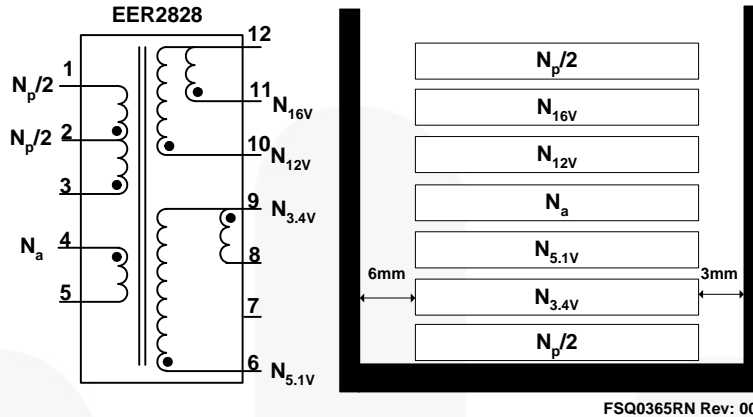 EER2828
1
Np/2
2
Np/2
3
4
Na
5
12
11
N16V
10
N12V
9
N3.4V
8
7
6
N5.1V
Np/2
N16V
N12V
Na
N5.1V
N3.4V
Np/2
6mm
3mm
FSQ0365RN Rev: 00